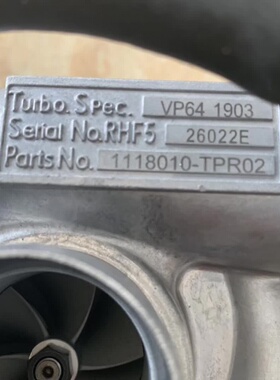 Turbo. Spec. VP64 1903
Serial No.RHF5 26022E
Parts No. 1118010-TPR02